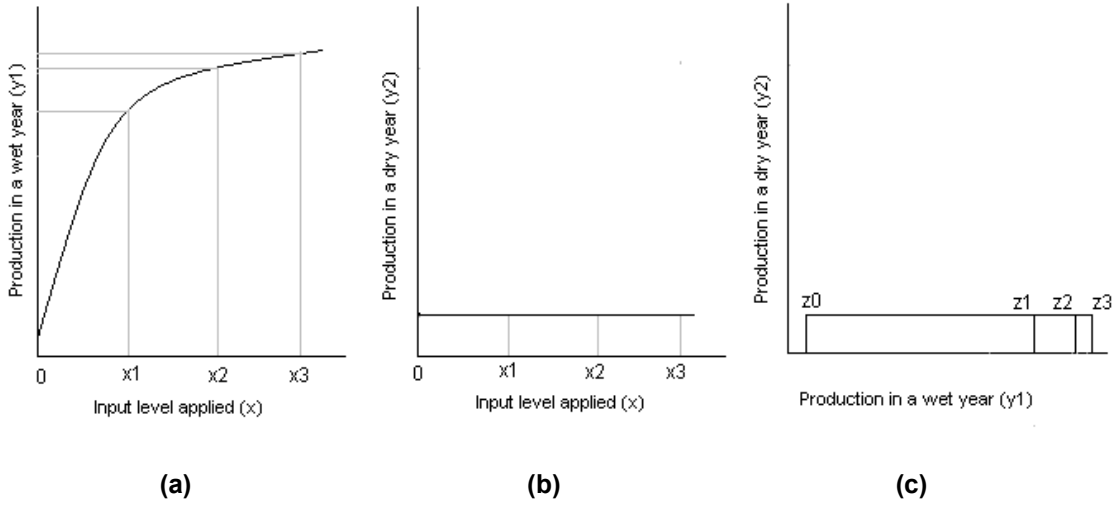 Production in a wet year (y1)
0
x1
x2
x3
Input level applied (x)
(a)
Production in a dry year (y2)
0
x1
x2
x3
Input level applied (x)
(b)
Production in a dry year (y2)
z0
z1
z2
z3
Production in a wet year (y1)
(c)